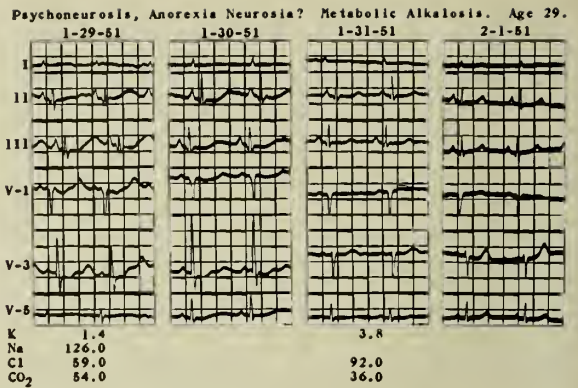 Psychoneurosis, Anorexia Neurosia? Metabolic Alkalosis. Age 29.
1-29-51 1-30-51 1-31-51 2-1-51
I
II
III
V-1
V-3
V-5
K 1.4 3.8
Na 126.0
Cl 59.0 92.0
CO2 54.0 36.0